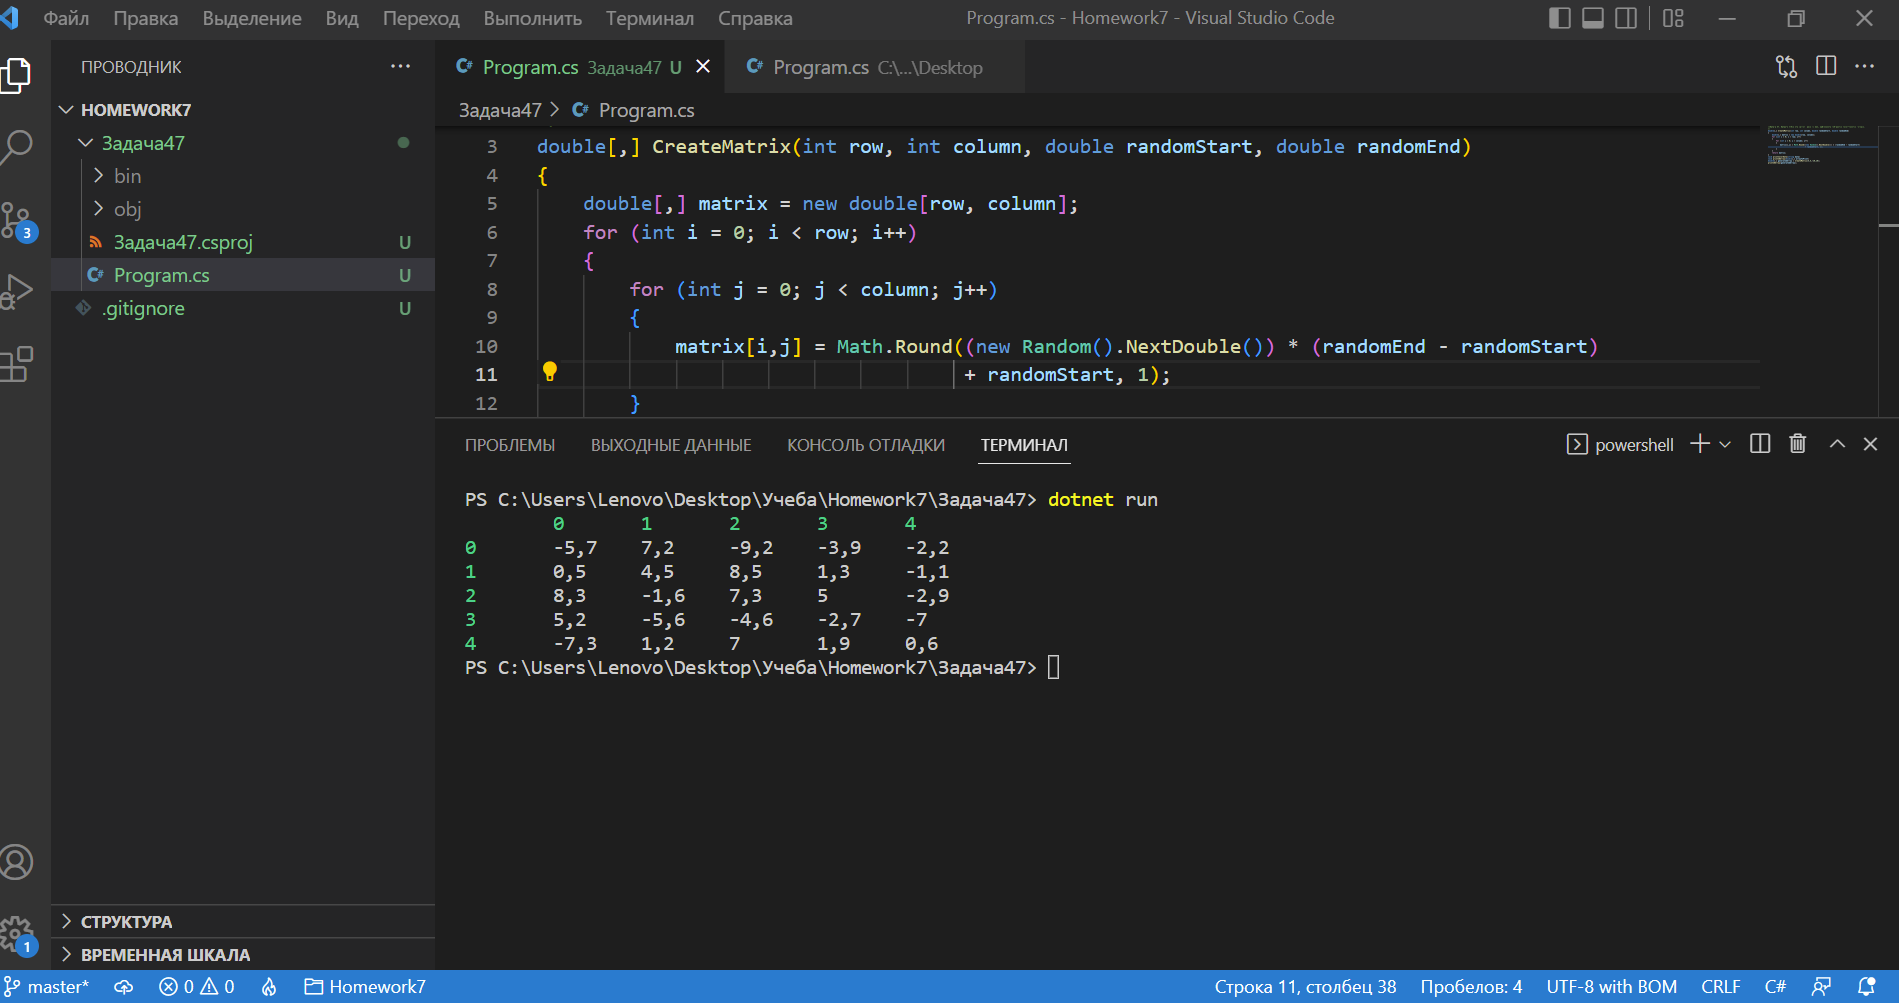 Файл Правка Выделение Вид Переход Выполнить Терминал Справка Program.cs - Homework7 - Visual Studio Code
ПРОВОДНИК
HOMEWORK7
Задача47
bin
obj
Задача47.csproj U
Program.cs U
.gitignore U
СТРУКТУРА
ВРЕМЕННАЯ ШКАЛА
Program.cs Задача47 U Program.cs C:\...\Desktop
Задача47 > Program.cs
3 double[,] CreateMatrix(int row, int column, double randomStart, double randomEnd)
4 {
5 double[,] matrix = new double[row, column];
6 for (int i = 0; i < row; i++)
7 {
8 for (int j = 0; j < column; j++)
9 {
10 matrix[i,j] = Math.Round((new Random().NextDouble()) * (randomEnd - randomStart)
11 + randomStart, 1);
12 }
ПРОБЛЕМЫ ВЫХОДНЫЕ ДАННЫЕ КОНСОЛЬ ОТЛАДКИ ТЕРМИНАЛ powershell
PS C:\Users\Lenovo\Desktop\Учеба\Homework7\Задача47> dotnet run
0 1 2 3 4
0 -5,7 7,2 -9,2 -3,9 -2,2
1 0,5 4,5 8,5 1,3 -1,1
2 8,3 -1,6 7,3 5 -2,9
3 5,2 -5,6 -4,6 -2,7 -7
4 -7,3 1,2 7 1,9 0,6
PS C:\Users\Lenovo\Desktop\Учеба\Homework7\Задача47>
3
1
master* 0 0 Homework7 Строка 11, столбец 38 Пробелов: 4 UTF-8 with BOM CRLF C#